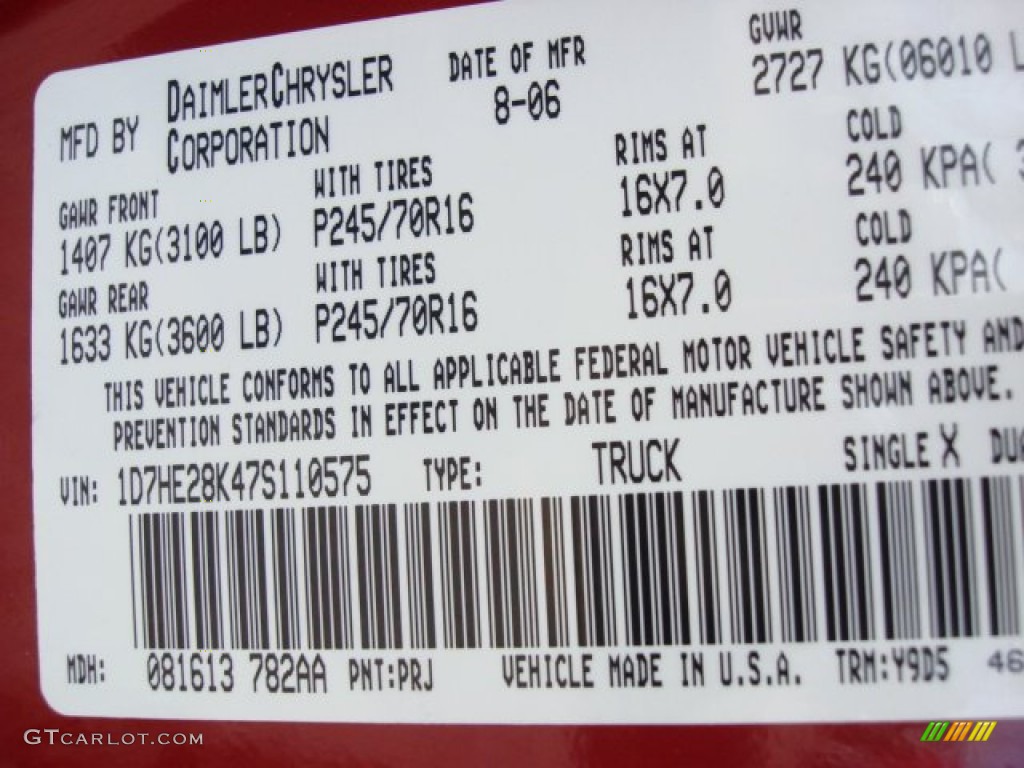 GVWR
DATE OF MFR
MFD BY DAIMLERCHRYSLER 8-06 2727 KG(06010 L
CORPORATION
COLD
GAWR FRONT WITH TIRES RIMS AT 240 KPA(
1407 KG(3100 LB) P245/70R16 16X7.0
COLD
GAWR REAR WITH TIRES RIMS AT 240 KPA(
1633 KG(3600 LB) P245/70R16 16X7.0
THIS VEHICLE CONFORMS TO ALL APPLICABLE FEDERAL MOTOR VEHICLE SAFETY AND
PREVENTION STANDARDS IN EFFECT ON THE DATE OF MANUFACTURE SHOWN ABOVE.
VIN: 1D7HE28K47S110575 TYPE: TRUCK SINGLE X DUA
MDH: 081613 782AA PNT:PRJ VEHICLE MADE IN U.S.A. TRM:Y9D5 46
GTCARLOT.COM